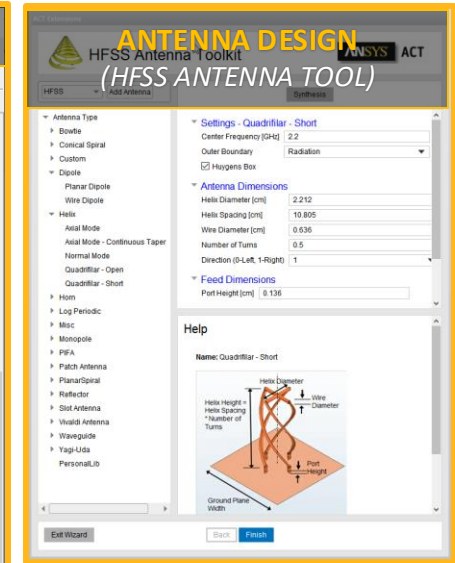 ACT Extensions
ANTENNA DESIGN
HFSS Antenna Toolkit
ANSYS ACT
(HFSS ANTENNA TOOL)
HFSS Add Antenna Synthesis
Antenna Type
Bowtie
Conical Spiral
Custom
Dipole
Planar Dipole
Wire Dipole
Helix
Axial Mode
Axial Mode - Continuous Taper
Normal Mode
Quadrifilar - Open
Quadrifilar - Short
Horn
Log Periodic
Misc
Monopole
PIFA
Patch Antenna
PlanarSpiral
Reflector
Slot Antenna
Vivaldi Antenna
Waveguide
Yagi-Uda
PersonalLib
Settings - Quadrifilar - Short
Center Frequency [GHz] 2.2
Outer Boundary Radiation
Huygens Box
Antenna Dimensions
Helix Diameter [cm] 2.212
Helix Spacing [cm] 10.805
Wire Diameter [cm] 0.636
Number of Turns 0.5
Direction (0-Left, 1-Right) 1
Feed Dimensions
Port Height [cm] 0.136
Help
Name: Quadrifilar - Short
Helix Diameter
Helix Height =
Helix Spacing
*Number of
Turns
Wire
Diameter
Port
Height
Ground Plane
Width
Exit Wizard Back Finish